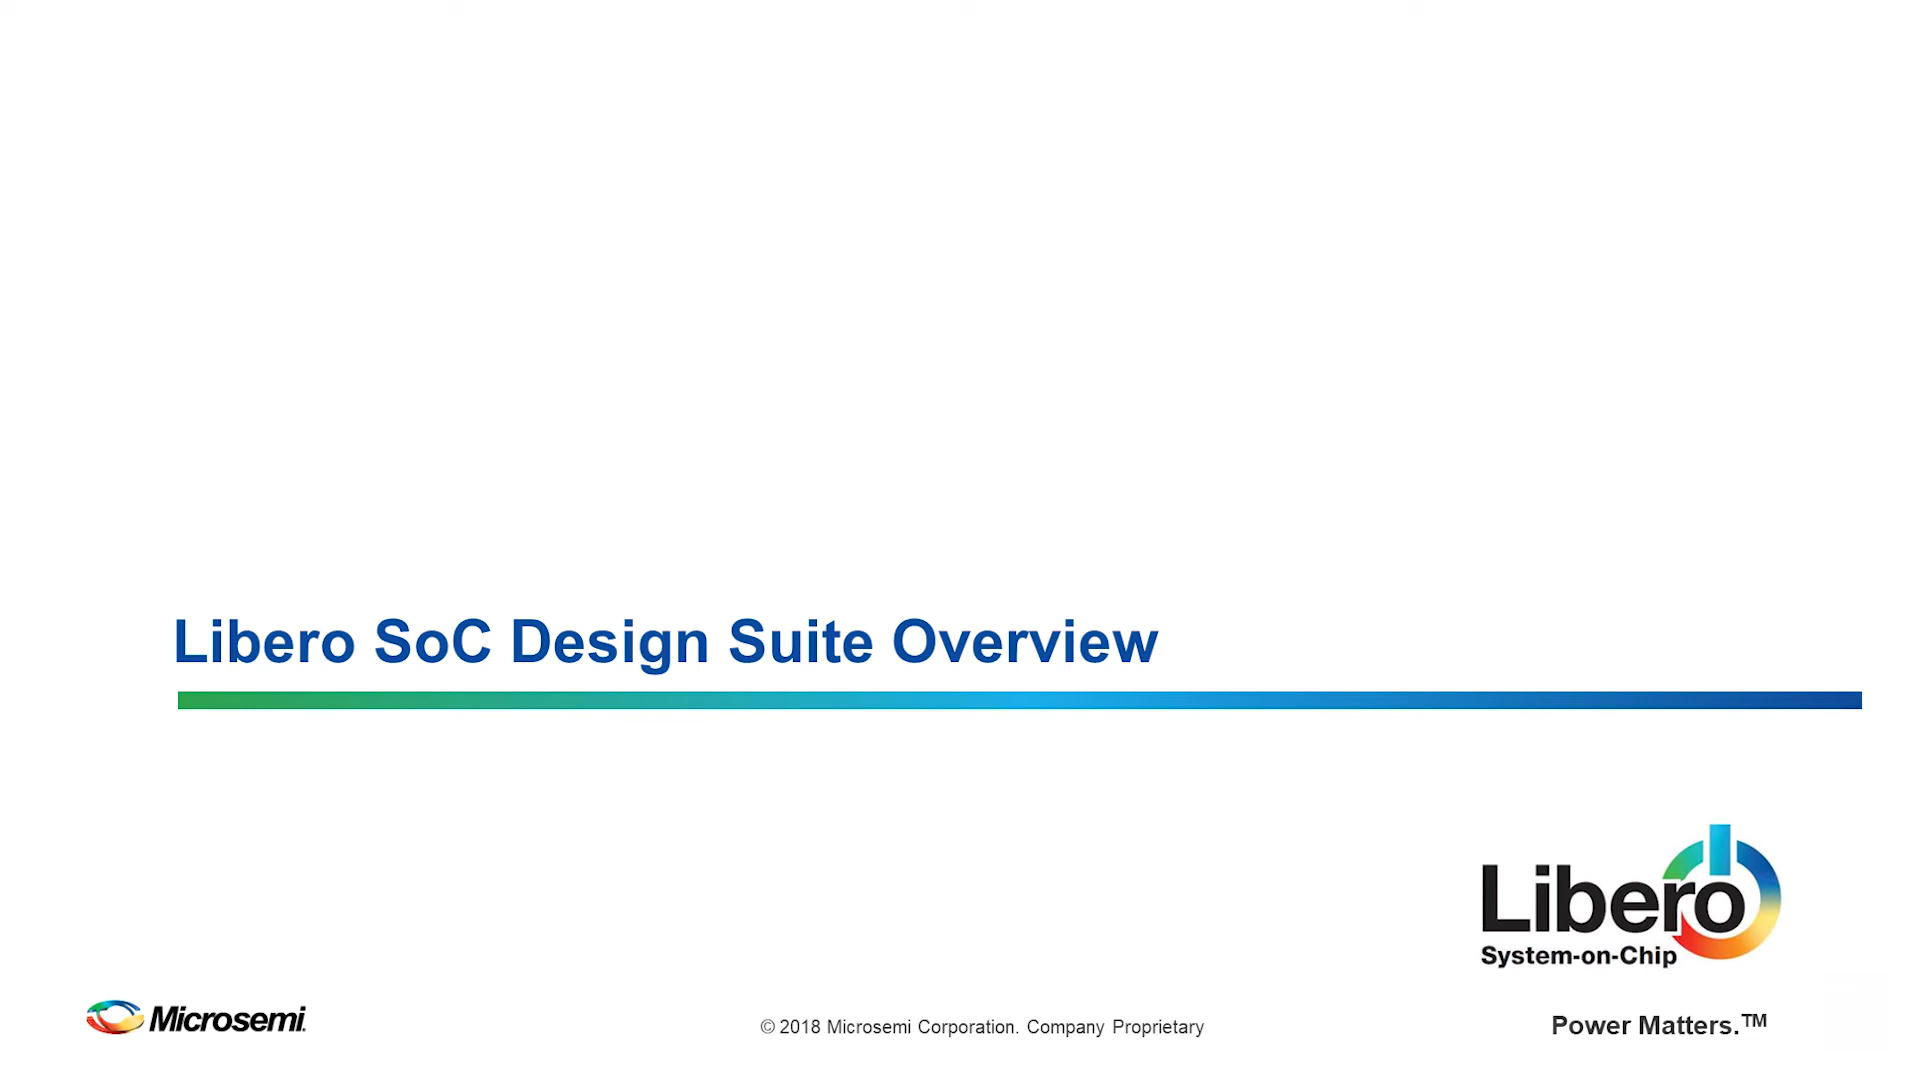 Libero SoC Design Suite Overview
Libero
System-on-Chip
Microsemi.
© 2018 Microsemi Corporation. Company Proprietary
Power Matters.TM